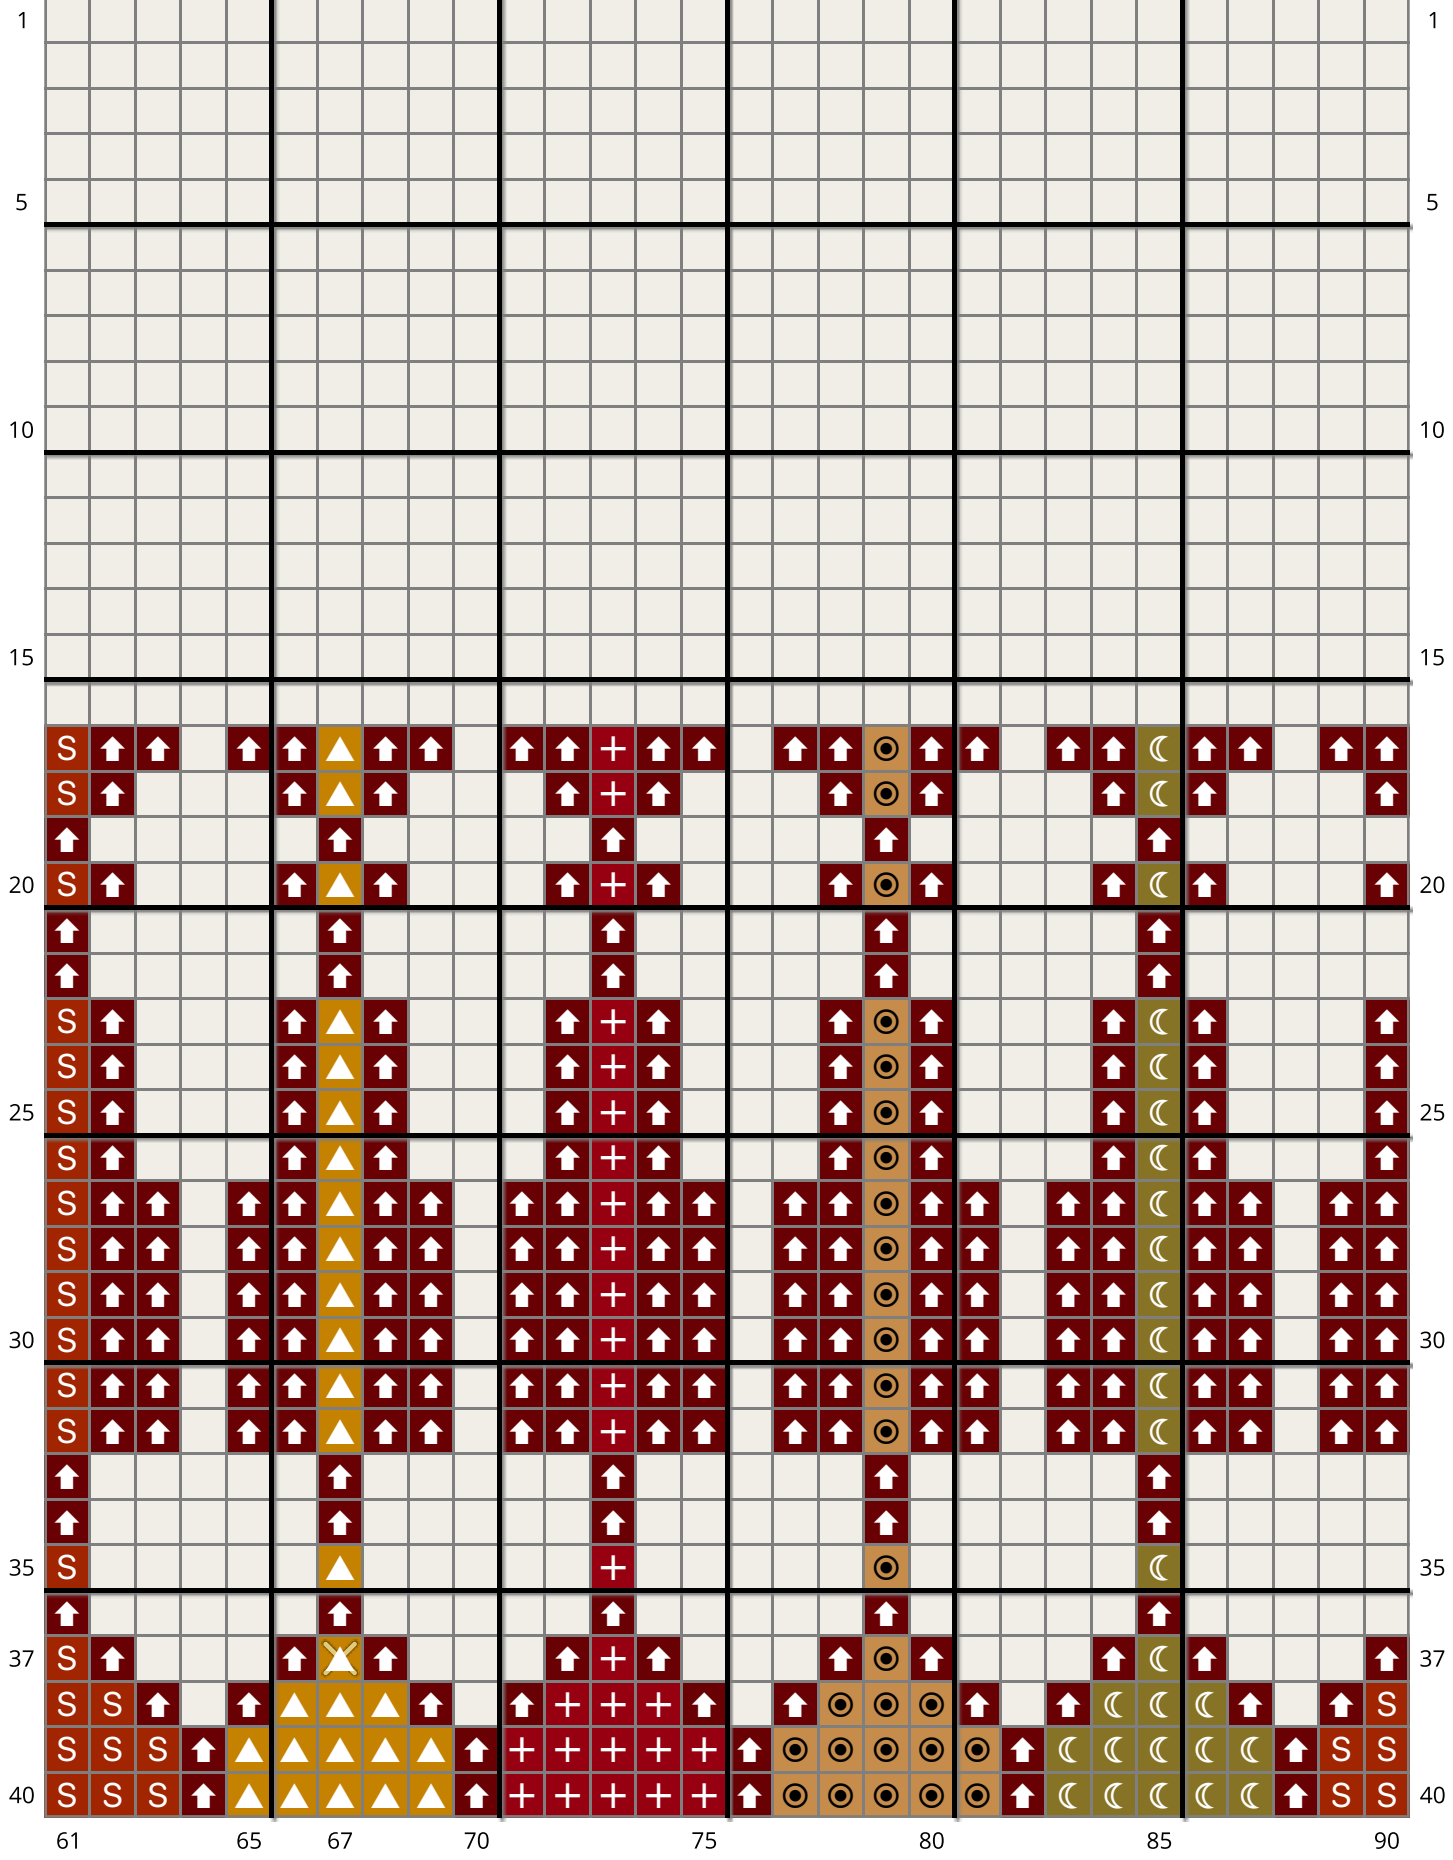 1 1
5 5
10 10
15 15
S + 
S + 
S + 20 20
S +
S +
S + 25 25
S +
S +
S +
S +
S + 30 30
S +
S +
S + 35 35
S + 37 37
S S + + + S
S S S + + + + + S S
S S S + + + + + S S 40 40
61 65 67 70 75 80 85 90